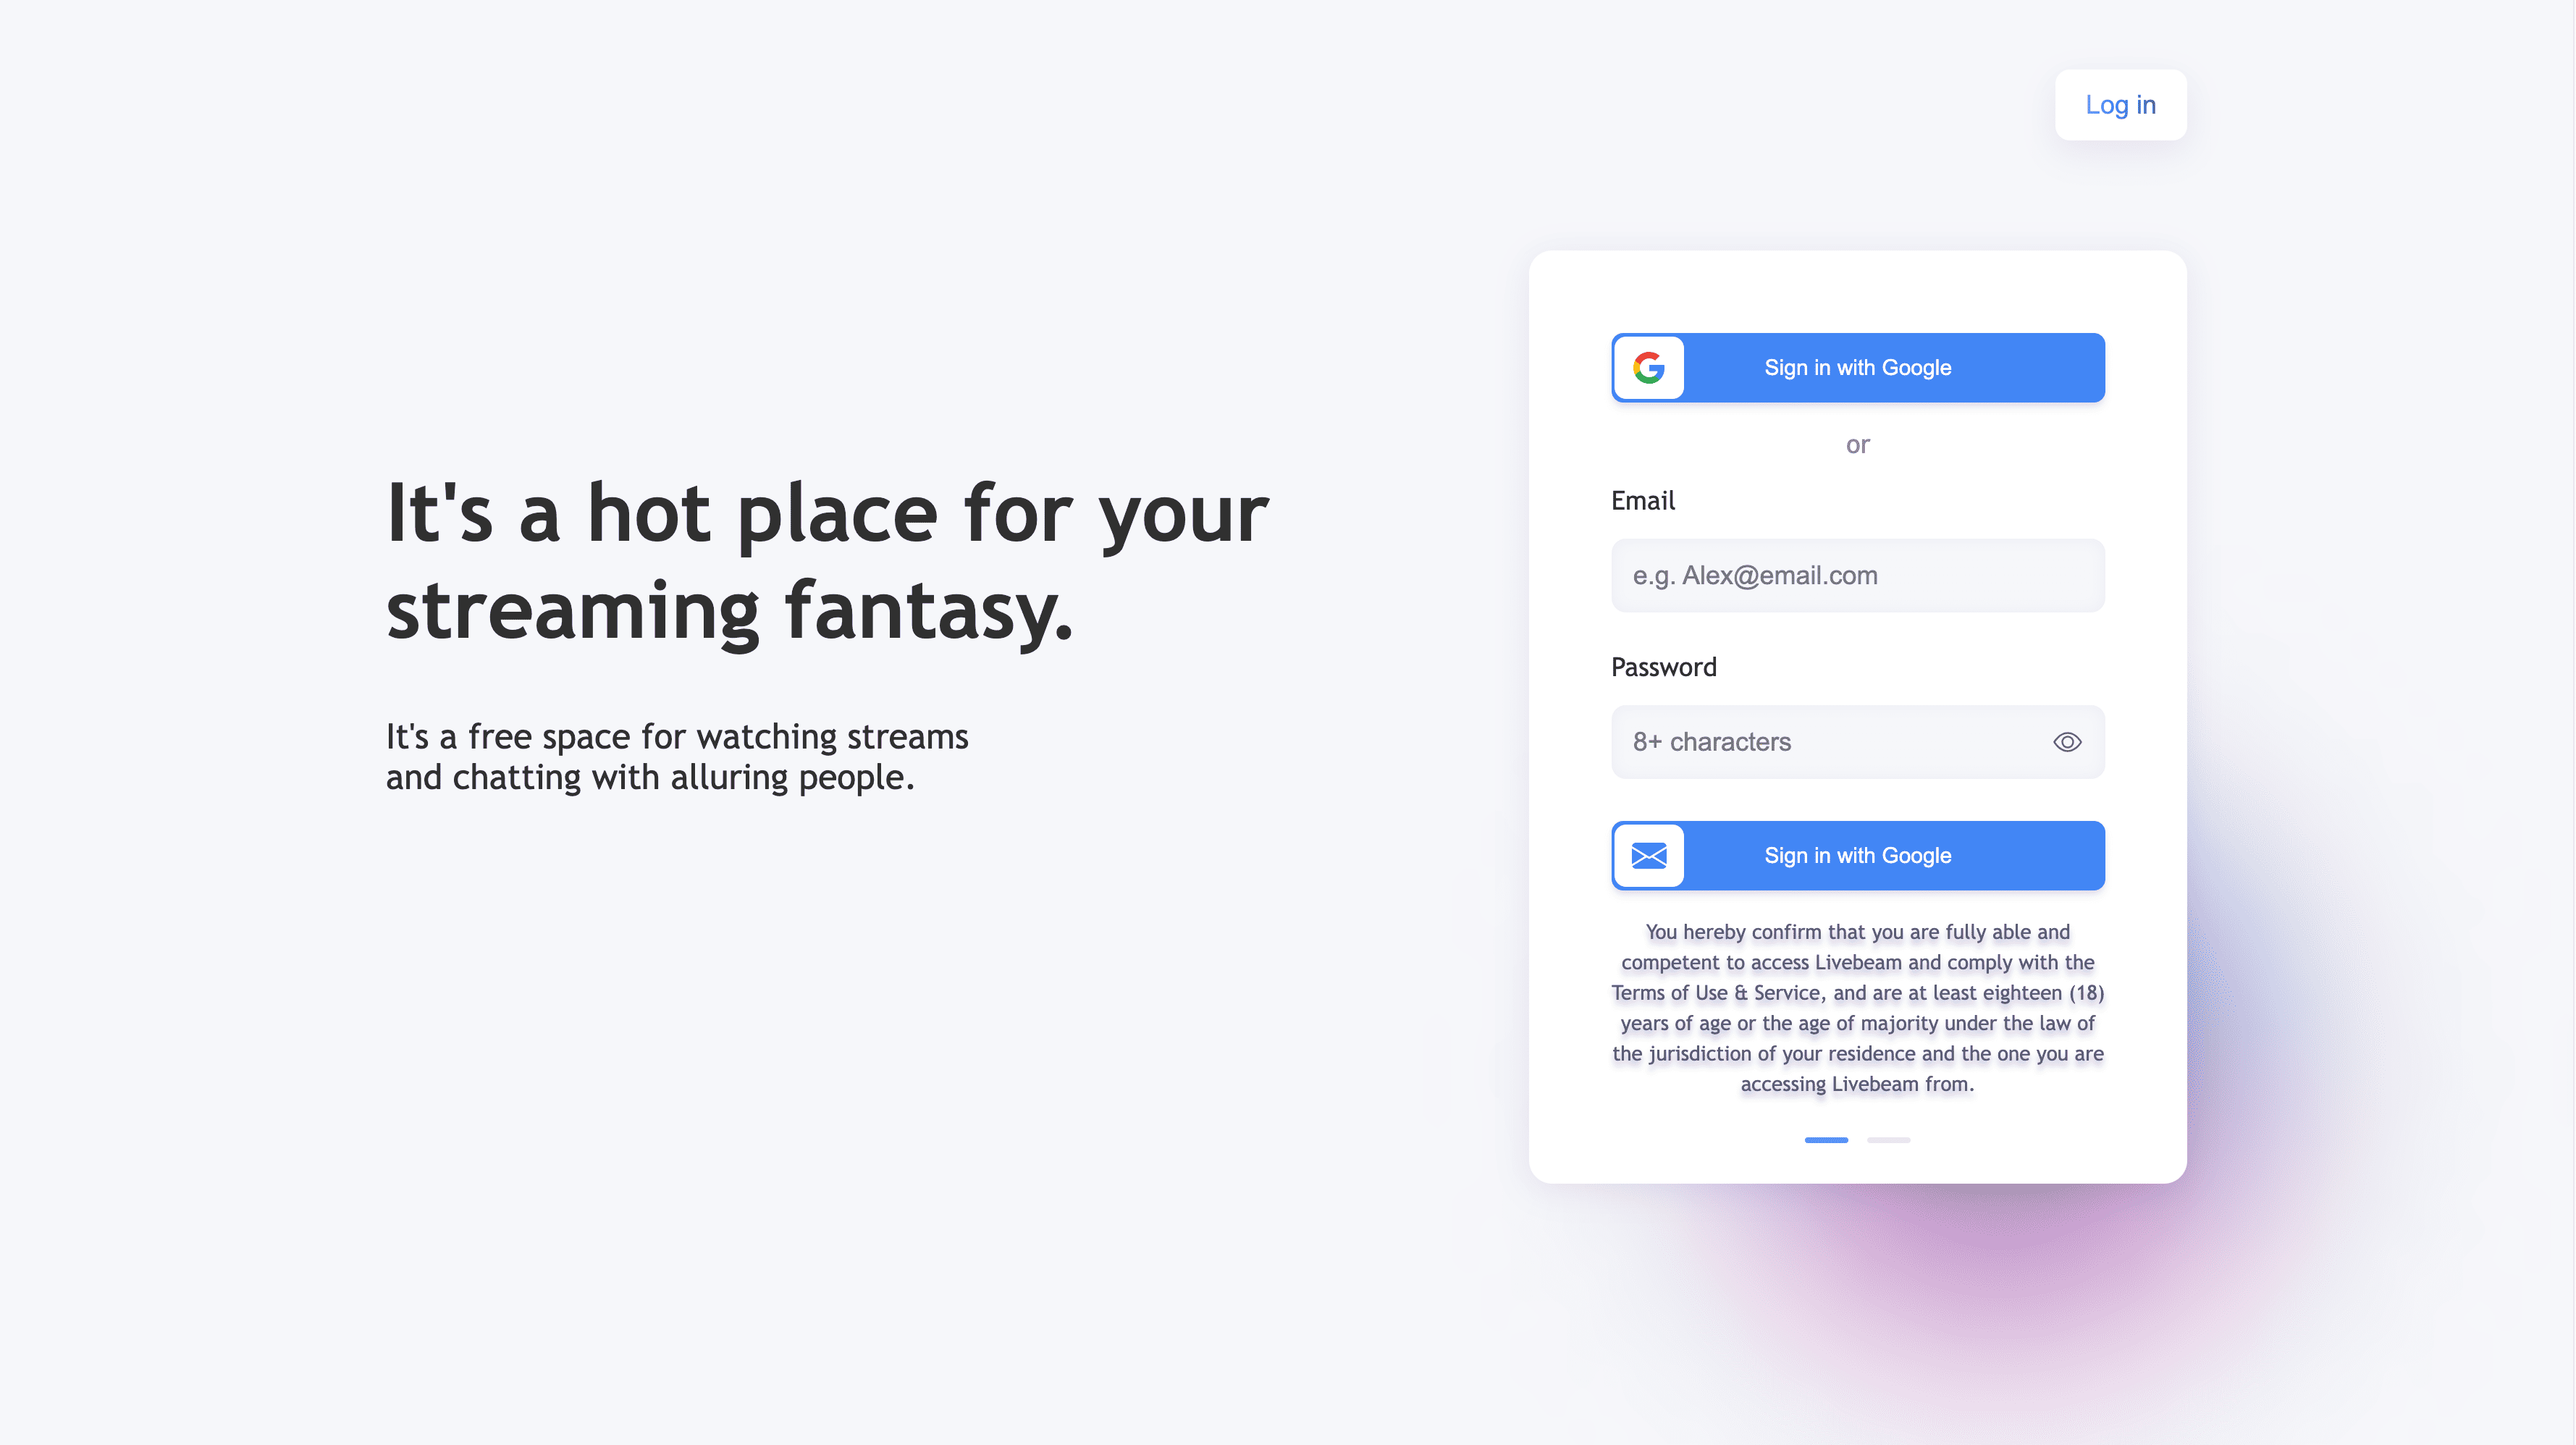 Log in
It's a hot place for your
streaming fantasy.
It's a free space for watching streams
and chatting with alluring people.
Sign in with Google
or
Email
e.g. Alex@email.com
Password
8+ characters
Sign in with Google
You hereby confirm that you are fully able and
competent to access Livebeam and comply with the
Terms of Use & Service, and are at least eighteen (18)
years of age or the age of majority under the law of
the jurisdiction of your residence and the one you are
accessing Livebeam from.